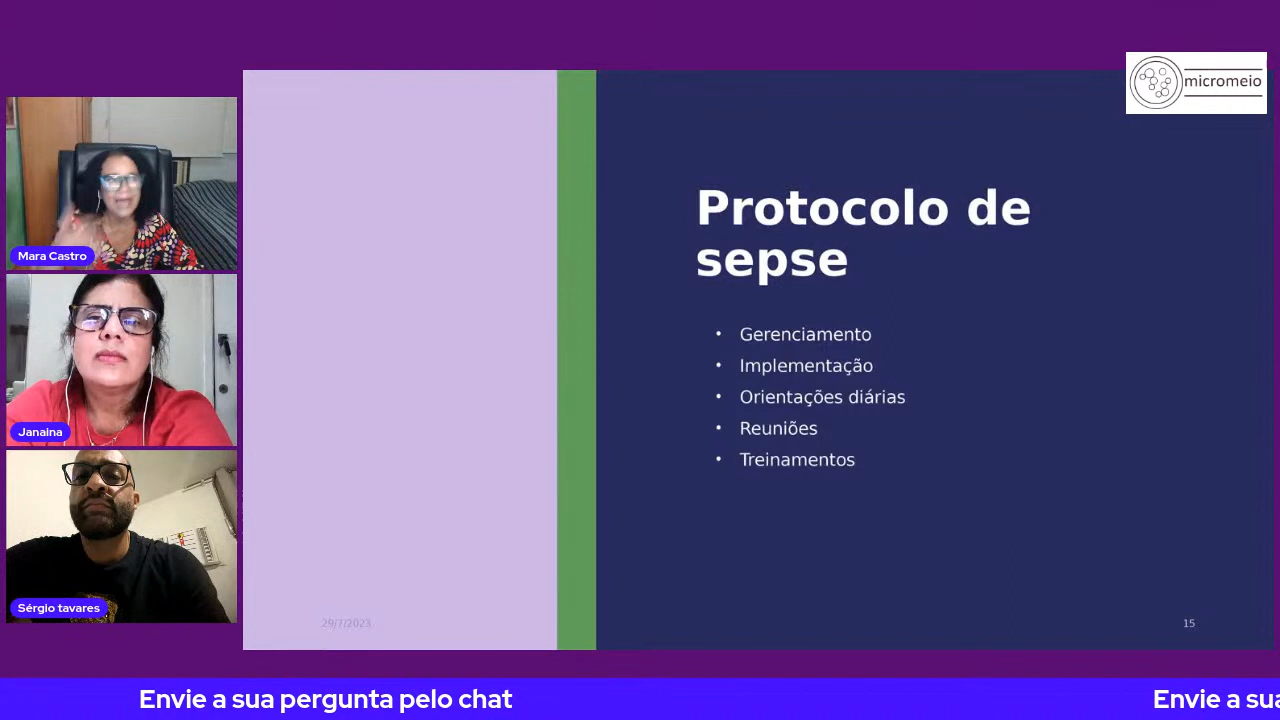 micromeio
Mara Castro
Janaina
Sérgio tavares
Protocolo de
sepse
• Gerenciamento
• Implementação
• Orientações diárias
• Reuniões
• Treinamentos
29/7/2023
15
Envie a sua pergunta pelo chat
Envie a sua